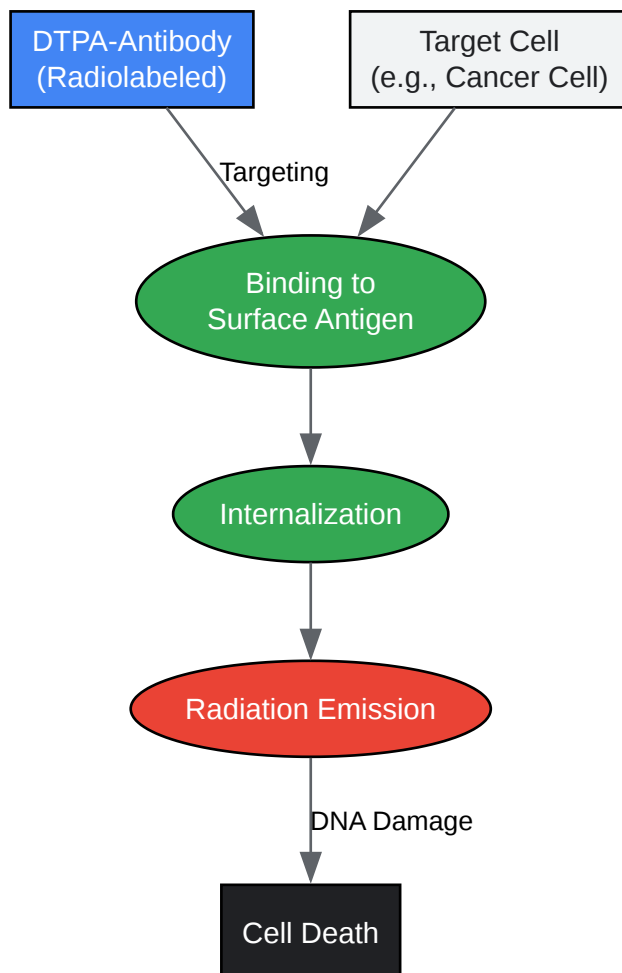 DTPA-Antibody
(Radiolabeled)
Target Cell
(e.g., Cancer Cell)
Targeting
Binding to
Surface Antigen
Internalization
Radiation Emission
DNA Damage
Cell Death